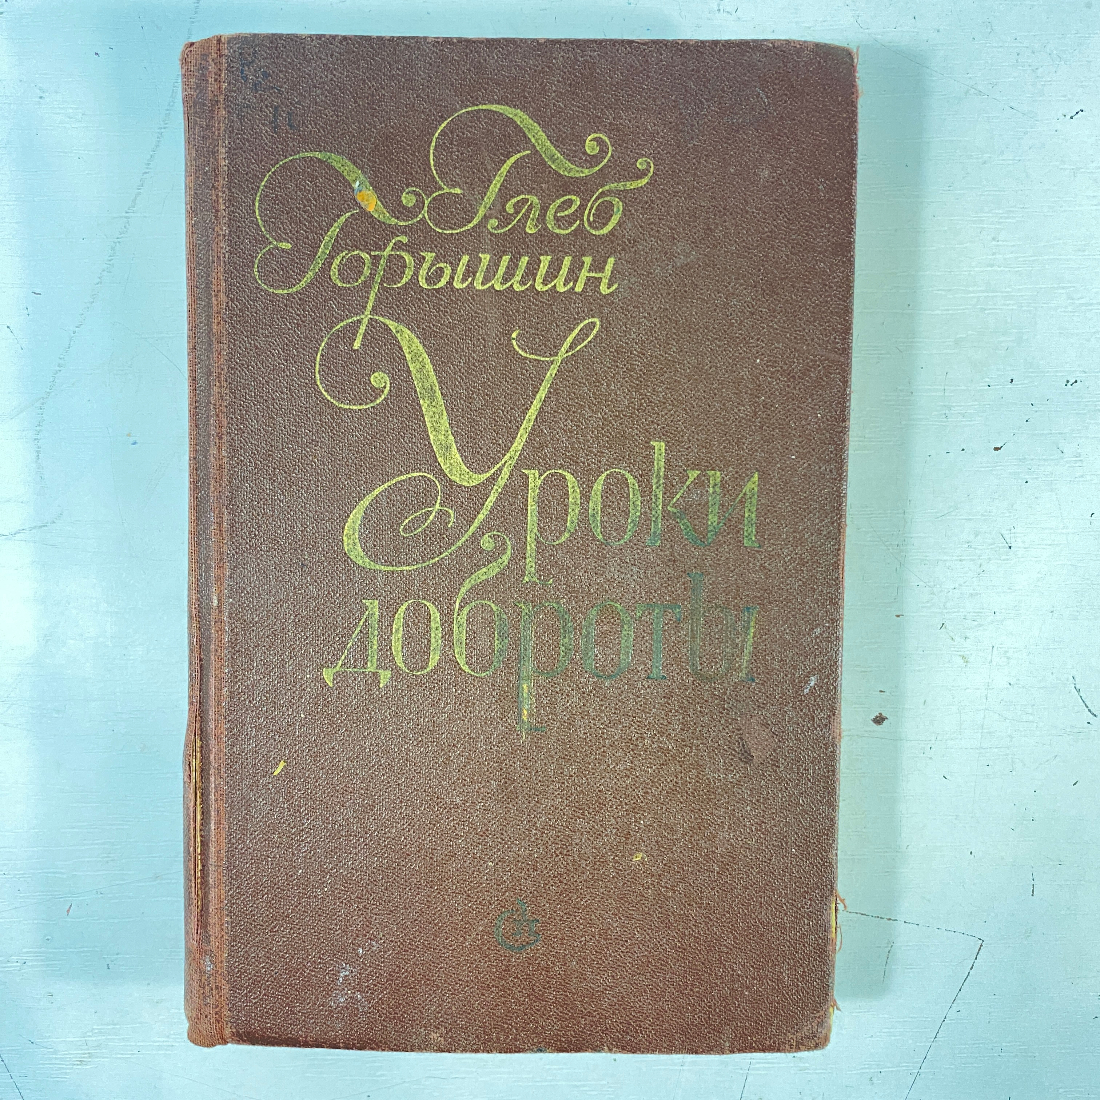 Глеб
Горышин
Уроки
доброты